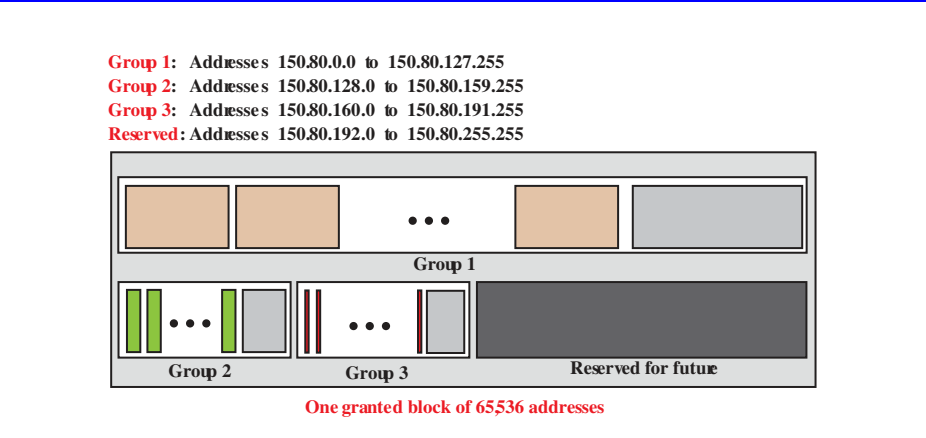 Group 1: Addresses 150.80.0.0 to 150.80.127.255
Group 2: Addresses 150.80.128.0 to 150.80.159.255
Group 3: Addresses 150.80.160.0 to 150.80.191.255
Reserved: Addresses 150.80.192.0 to 150.80.255.255
Group 1
Group 2
Group 3
Reserved for future
One granted block of 65,536 addresses